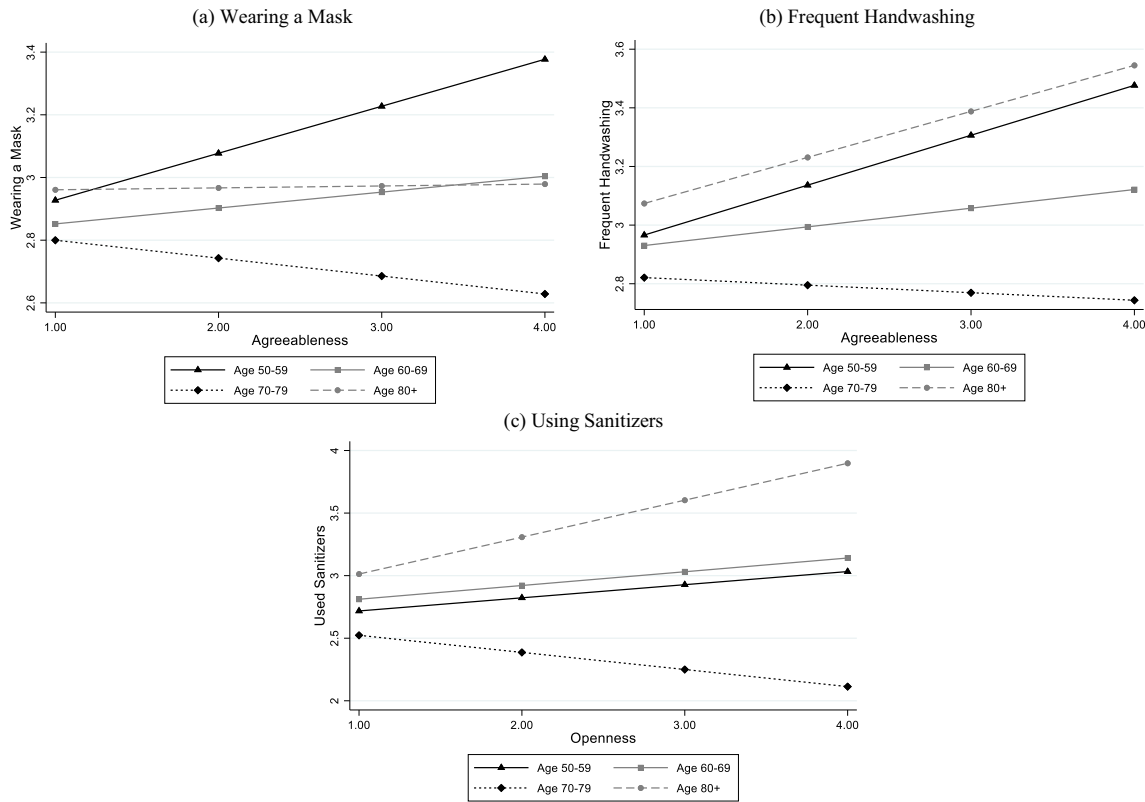 (a) Wearing a Mask
Wearing a Mask
3.4
3.2
3
2.8
2.6
1.00 2.00 3.00 4.00
Agreeableness
Age 50-59 Age 60-69
Age 70-79 Age 80+
(b) Frequent Handwashing
Frequent Handwashing
3.6
3.4
3.2
3
2.8
1.00 2.00 3.00 4.00
Agreeableness
Age 50-59 Age 60-69
Age 70-79 Age 80+
(c) Using Sanitizers
Used Sanitizers
4
3.5
3
2.5
2
1.00 2.00 3.00 4.00
Openness
Age 50-59 Age 60-69
Age 70-79 Age 80+